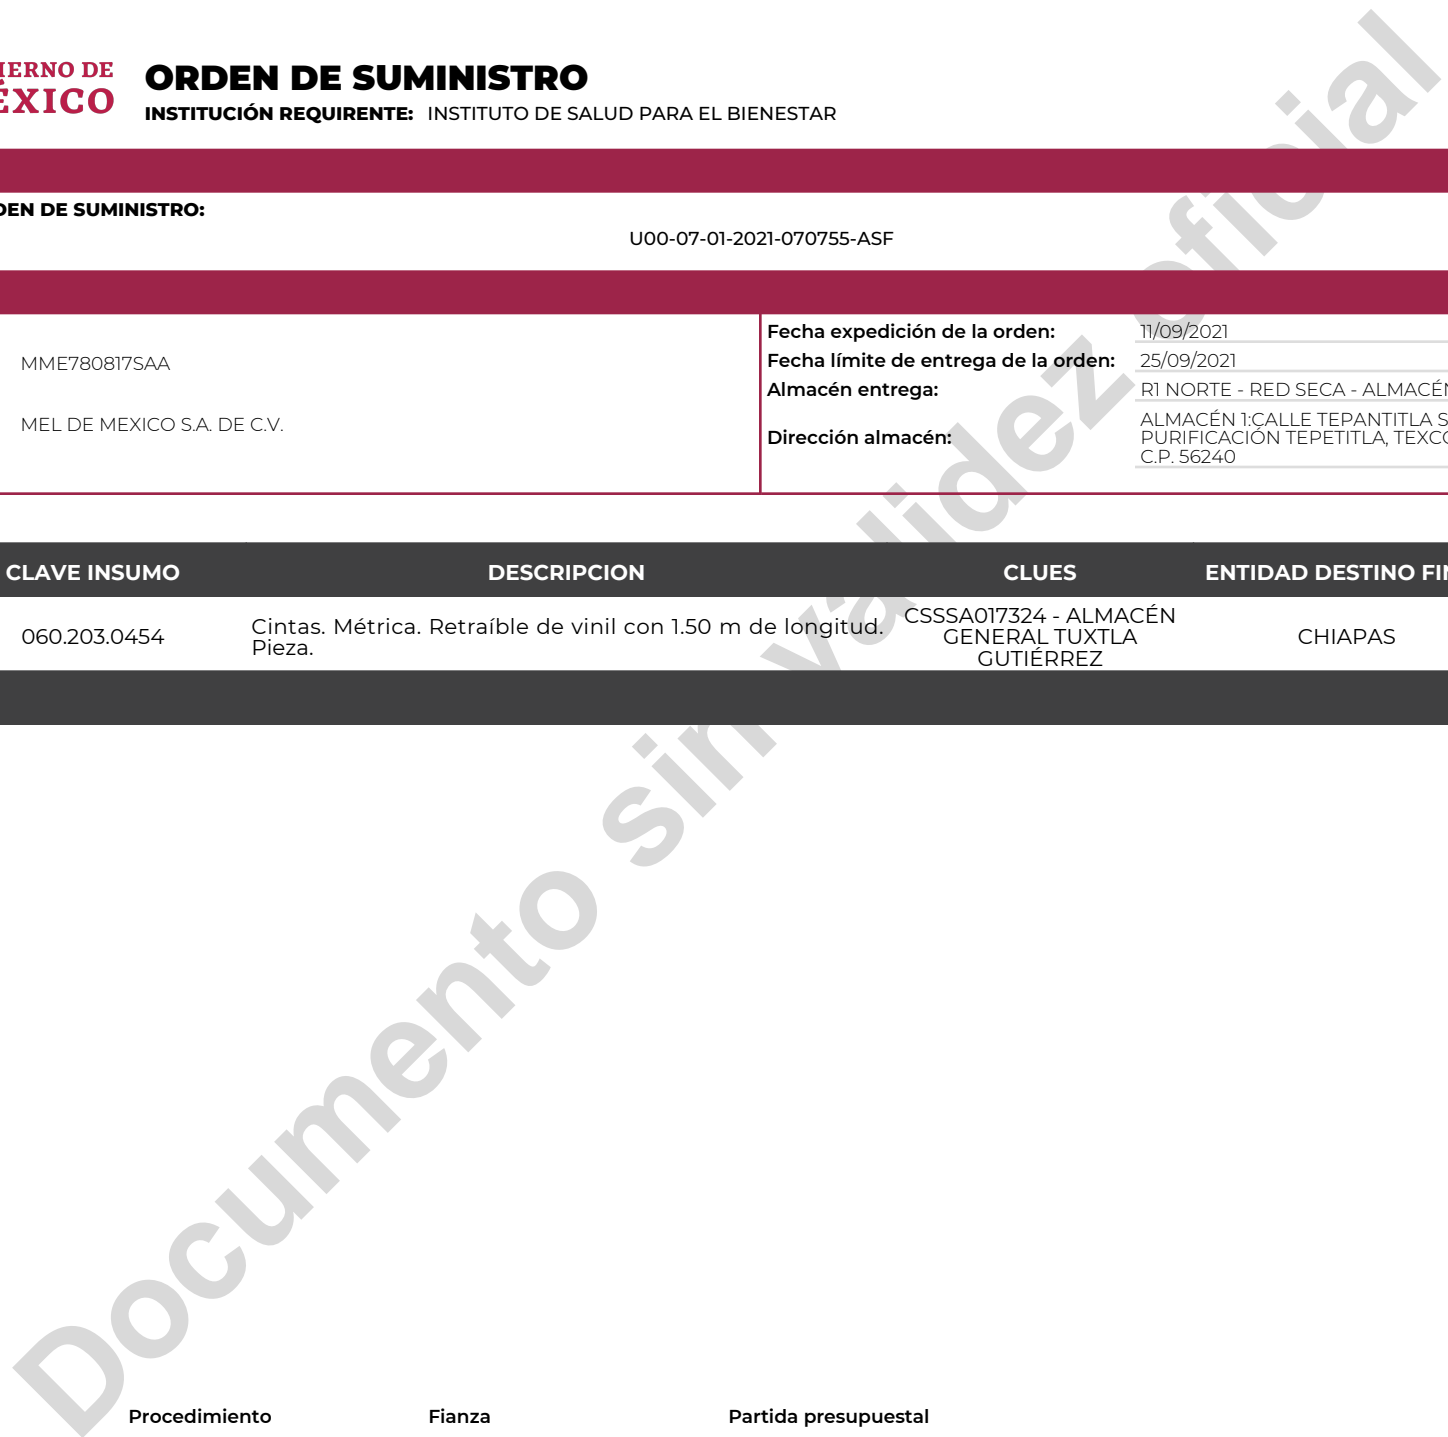 IERNO DE
ÉXICO
ORDEN DE SUMINISTRO
INSTITUCIÓN REQUIRENTE: INSTITUTO DE SALUD PARA EL BIENESTAR
DEN DE SUMINISTRO:
U00-07-01-2021-070755-ASF
MME780817SAA
MEL DE MEXICO S.A. DE C.V.
Fecha expedición de la orden: 11/09/2021
Fecha límite de entrega de la orden: 25/09/2021
Almacén entrega: R1 NORTE - RED SECA - ALMACÉN
Dirección almacén: ALMACÉN 1:CALLE TEPANTITLA S
PURIFICACIÓN TEPETITLA, TEXCO
C.P. 56240
CLAVE INSUMO DESCRIPCION CLUES ENTIDAD DESTINO FIN
060.203.0454
Cintas. Métrica. Retraíble de vinil con 1.50 m de longitud.
Pieza.
CSSSA017324 - ALMACÉN
GENERAL TUXTLA
GUTIÉRREZ
CHIAPAS
Documento sin validez oficial
Procedimiento Fianza Partida presupuestal